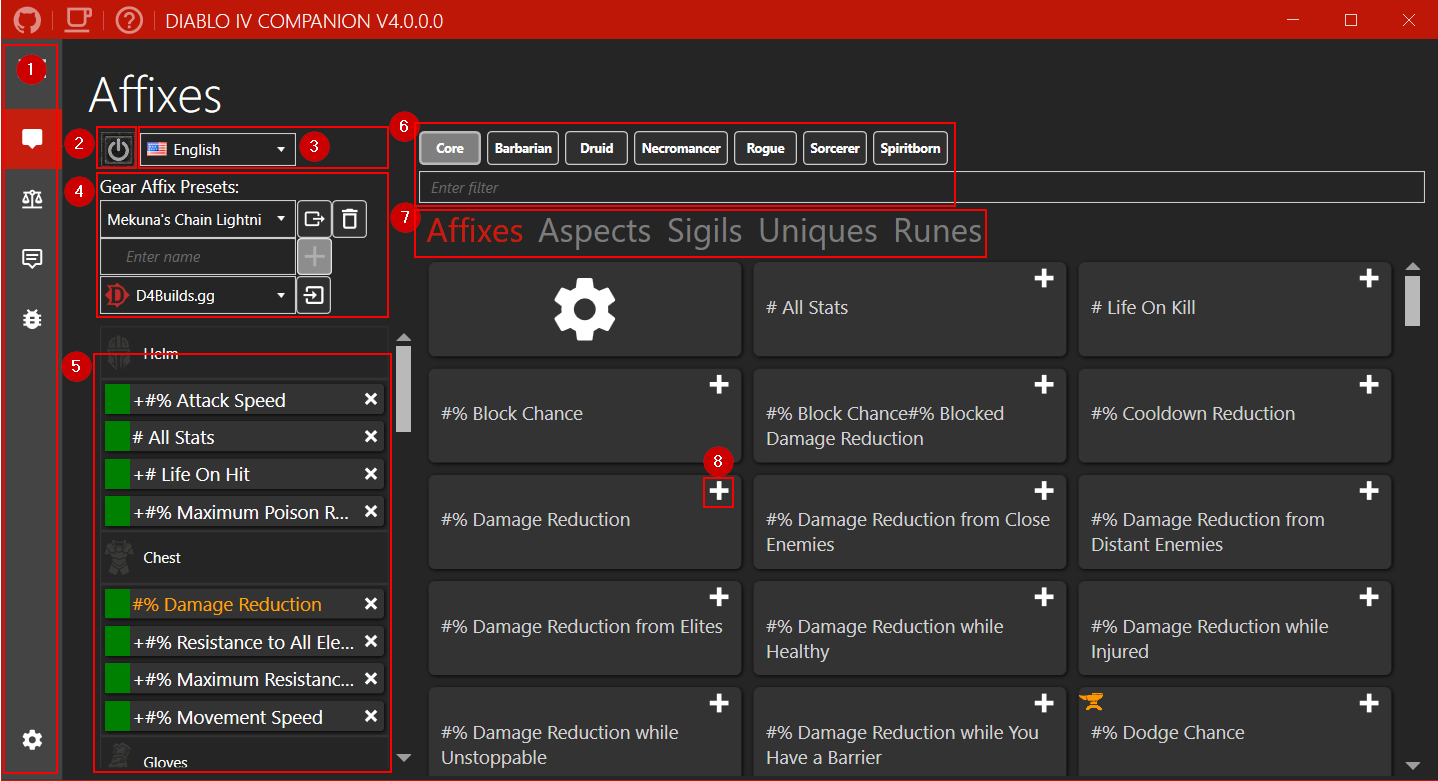 DIABLO IV COMPANION V4.0.0.0
1
Affixes
2
English
3
4
Gear Affix Presets:
Mekuna's Chain Lightni
Enter name
D4Builds.gg
5
Helm
+#% Attack Speed
# All Stats
+# Life On Hit
+#% Maximum Poison R...
Chest
#% Damage Reduction
+#% Resistance to All Ele...
+#% Maximum Resistanc...
+#% Movement Speed
Gloves
6
Core
Barbarian
Druid
Necromancer
Rogue
Sorcerer
Spiritborn
Enter filter
7
Affixes Aspects Sigils Uniques Runes
# All Stats
# Life On Kill
#% Block Chance
#% Block Chance#% Blocked
Damage Reduction
#% Cooldown Reduction
8
#% Damage Reduction
#% Damage Reduction from Close
Enemies
#% Damage Reduction from
Distant Enemies
#% Damage Reduction from Elites
#% Damage Reduction while
Healthy
#% Damage Reduction while
Injured
#% Damage Reduction while
Unstoppable
#% Damage Reduction while You
Have a Barrier
#% Dodge Chance